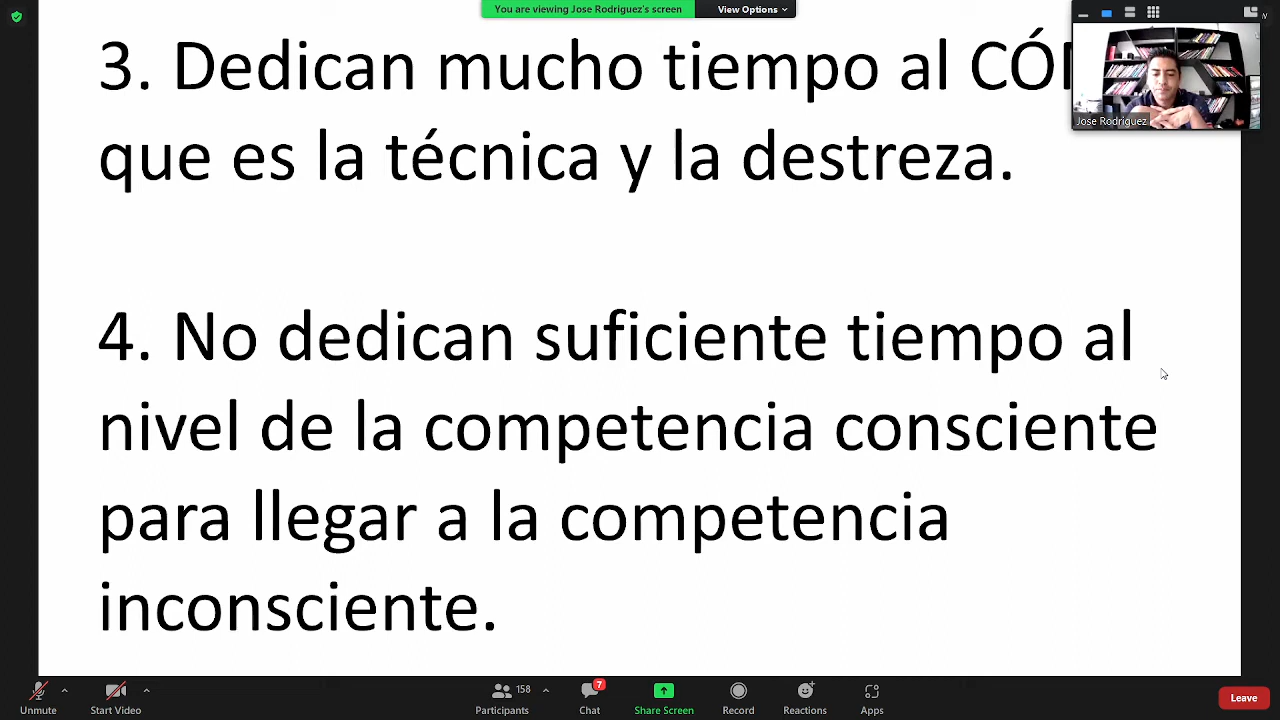 You are viewing Jose Rodriguez's screen View Options
3. Dedican mucho tiempo al
que es la técnica y la destreza.
4. No dedican suficiente tiempo al
nivel de la competencia consciente
para llegar a la competencia
inconsciente.
Jose Rodriguez
Unmute Start Video 158 Participants 7 Chat Share Screen Record Reactions Apps Leave